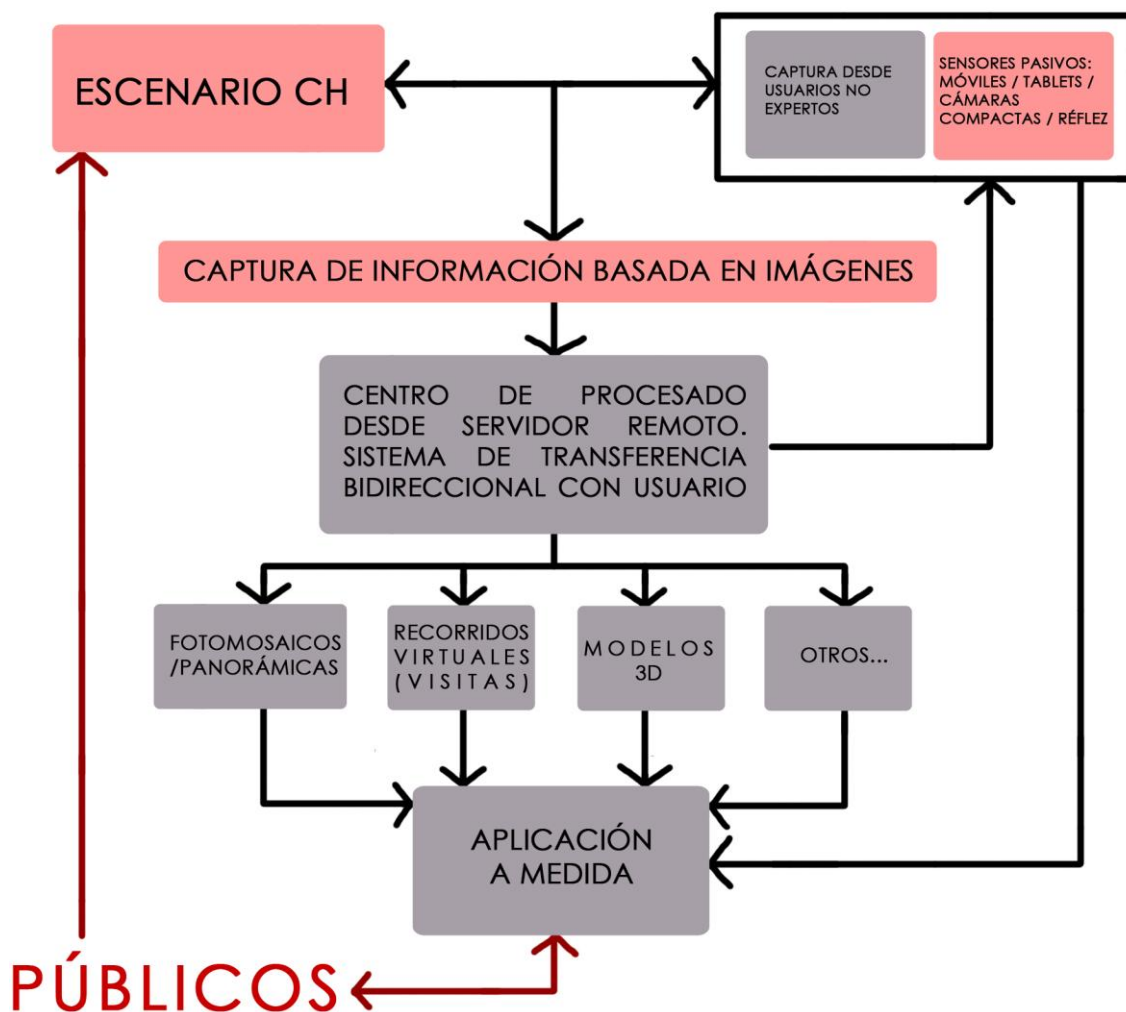 ESCENARIO CH
CAPTURA DESDE
USUARIOS NO
EXPERTOS
SENSORES PASIVOS:
MÓVILES / TABLETS /
CÁMARAS
COMPACTAS / RÉFLEZ
CAPTURA DE INFORMACIÓN BASADA EN IMÁGENES
CENTRO DE PROCESADO
DESDE SERVIDOR REMOTO.
SISTEMA DE TRANSFERENCIA
BIDIRECCIONAL CON USUARIO
FOTOMOSAICOS
/PANORÁMICAS
RECORRIDOS
VIRTUALES
(VISITAS)
MODELOS
3D
OTROS...
APLICACIÓN
A MEDIDA
PÚBLICOS